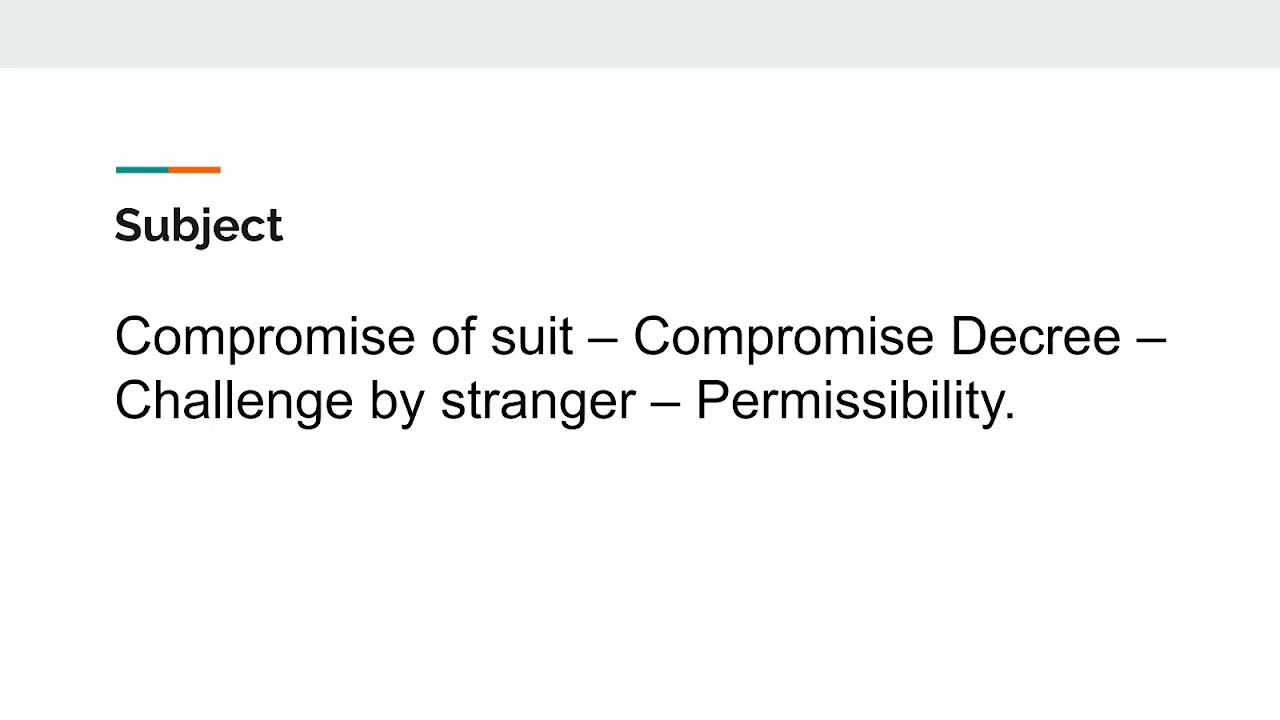 Subject
Compromise of suit – Compromise Decree –
Challenge by stranger – Permissibility.